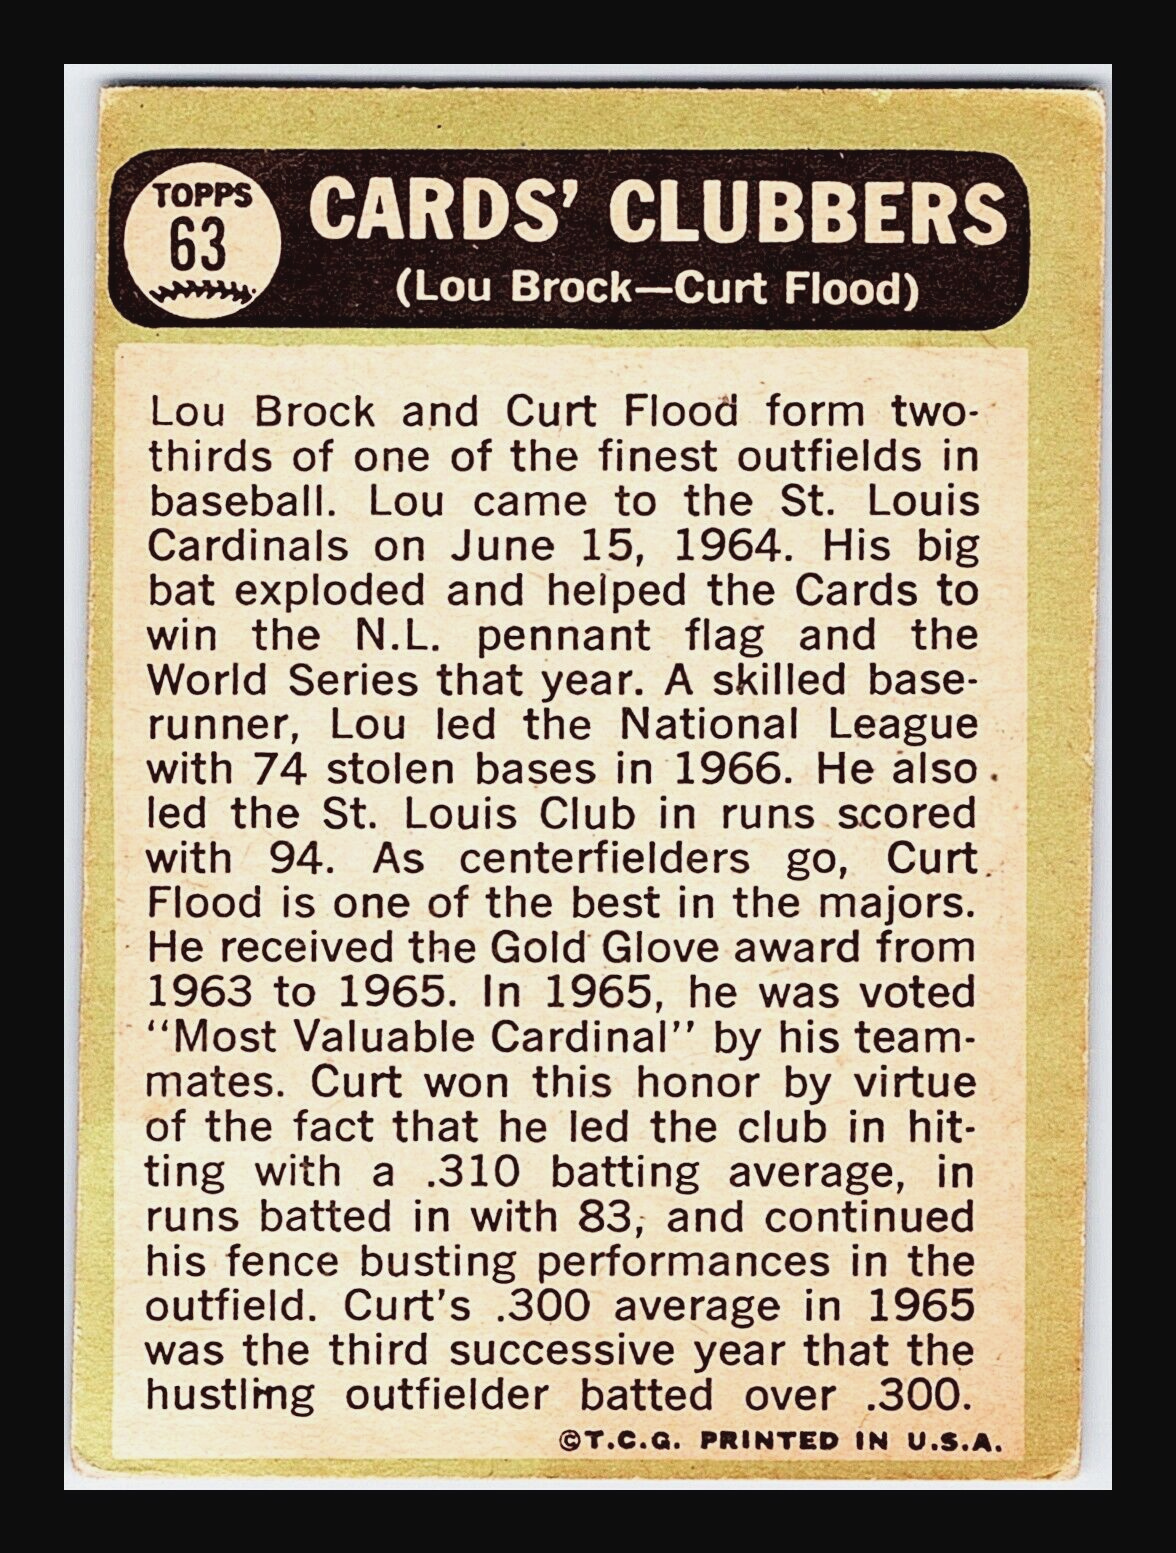 TOPPS
63
CARDS' CLUBBERS
(Lou Brock—Curt Flood)
Lou Brock and Curt Flood form two-
thirds of one of the finest outfields in
baseball. Lou came to the St. Louis
Cardinals on June 15, 1964. His big
bat exploded and helped the Cards to
win the N.L. pennant flag and the
World Series that year. A skilled base-
runner, Lou led the National League
with 74 stolen bases in 1966. He also
led the St. Louis Club in runs scored
with 94. As centerfielders go, Curt
Flood is one of the best in the majors.
He received the Gold Glove award from
1963 to 1965. In 1965, he was voted
“Most Valuable Cardinal” by his team-
mates. Curt won this honor by virtue
of the fact that he led the club in hit-
ting with a .310 batting average, in
runs batted in with 83, and continued
his fence busting performances in the
outfield. Curt's .300 average in 1965
was the third successive year that the
hustling outfielder batted over .300.
©T.C.G. PRINTED IN U.S.A.